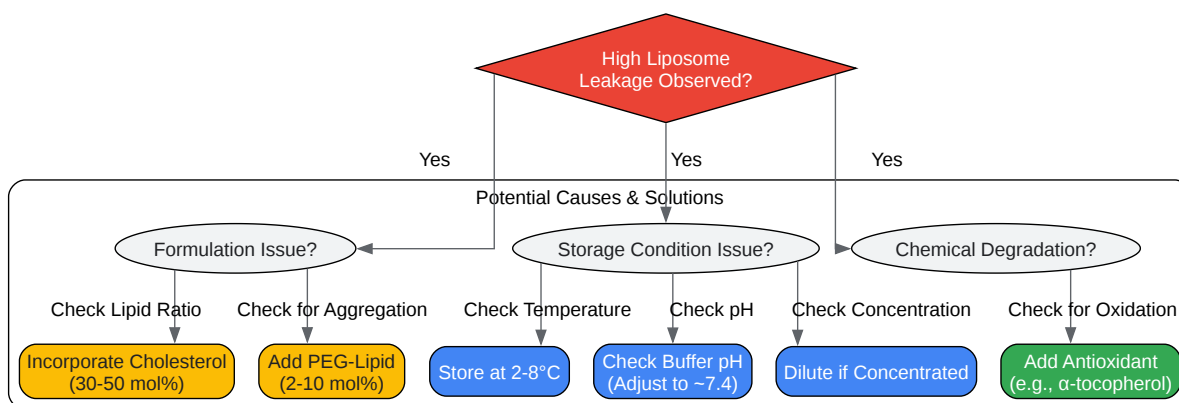 High Liposome
Leakage Observed?
Yes
Yes
Yes
Potential Causes & Solutions
Formulation Issue?
Storage Condition Issue?
Chemical Degradation?
Check Lipid Ratio
Check for Aggregation
Check Temperature
Check pH
Check Concentration
Check for Oxidation
Incorporate Cholesterol
(30-50 mol%)
Add PEG-Lipid
(2-10 mol%)
Store at 2-8°C
Check Buffer pH
(Adjust to ~7.4)
Dilute if Concentrated
Add Antioxidant
(e.g., α-tocopherol)